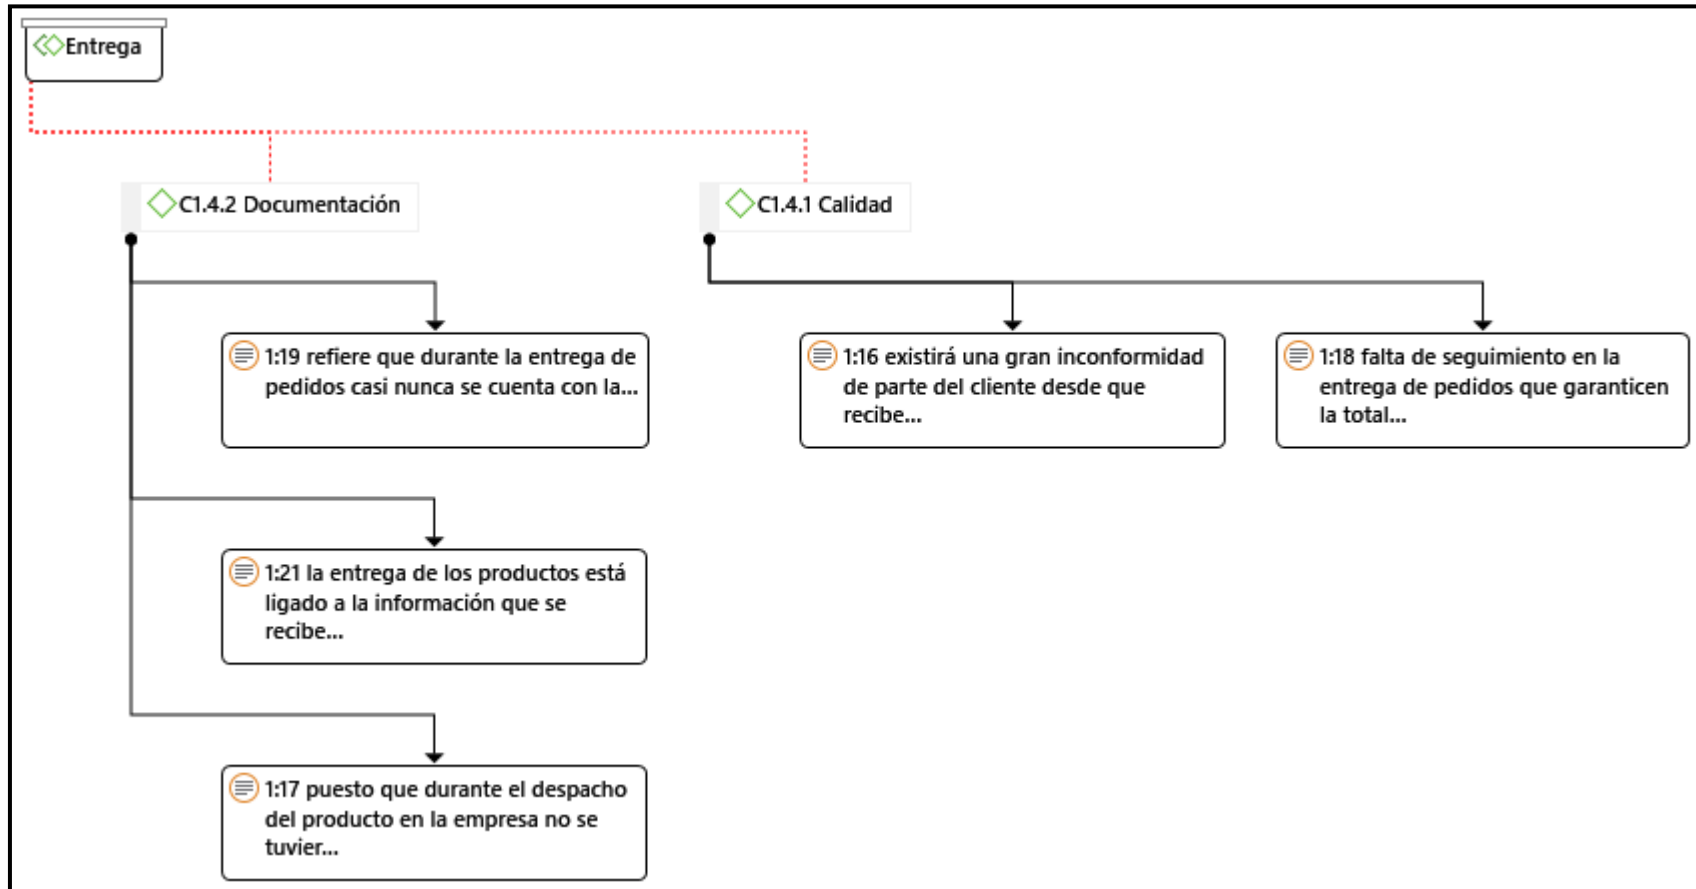 Entrega
C1.4.2 Documentación
C1.4.1 Calidad
1:19 refiere que durante la entrega de
pedidos casi nunca se cuenta con la...
1:16 existirá una gran inconformidad
de parte del cliente desde que
recibe...
1:18 falta de seguimiento en la
entrega de pedidos que garanticen
la total...
1:21 la entrega de los productos está
ligado a la información que se
recibe...
1:17 puesto que durante el despacho
del producto en la empresa no se
tuvier...